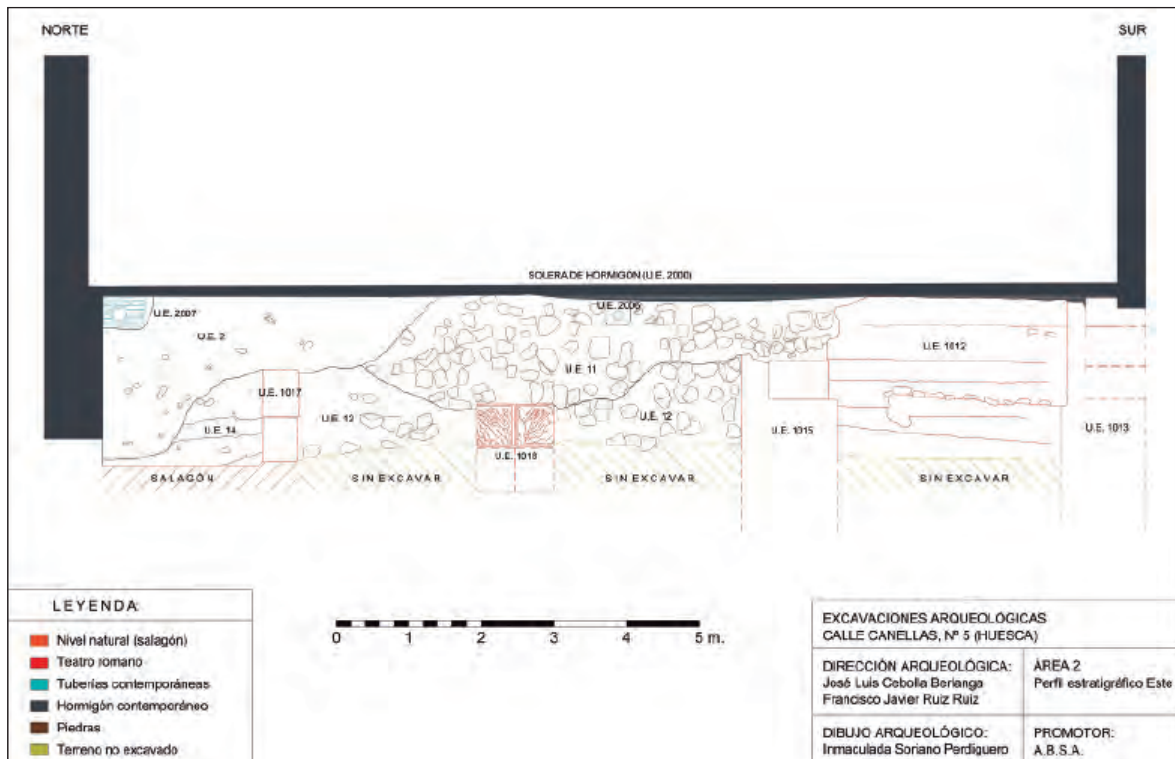 NORTE
SUR
SOLERA DE HORMIGÓN (U.E. 2000)
U.E. 2007
U.E. 2006
U.E. 2
U.E. 1012
U.E. 11
U.E. 1017
U.E. 12
U.E. 12
U.E. 14
U.E. 1015
U.E. 1013
U.E. 1018
SALAGÓN
SIN EXCAVAR
SIN EXCAVAR
SIN EXCAVAR
LEYENDA:
Nivel natural (salagón)
Teatro romano
Tuberías contemporáneas
Hormigón contemporáneo
Piedras
Terreno no excavado
0 1 2 3 4 5 m.
EXCAVACIONES ARQUEOLÓGICAS
CALLE CANELLAS, Nº 5 (HUESCA)
DIRECCIÓN ARQUEOLÓGICA:
José Luis Cebolla Berlanga
Francisco Javier Ruiz Ruiz
ÁREA 2
Perfil estratigráfico Este
DIBUJO ARQUEOLÓGICO:
Inmaculada Soriano Perdiguero
PROMOTOR:
A.B.S.A.